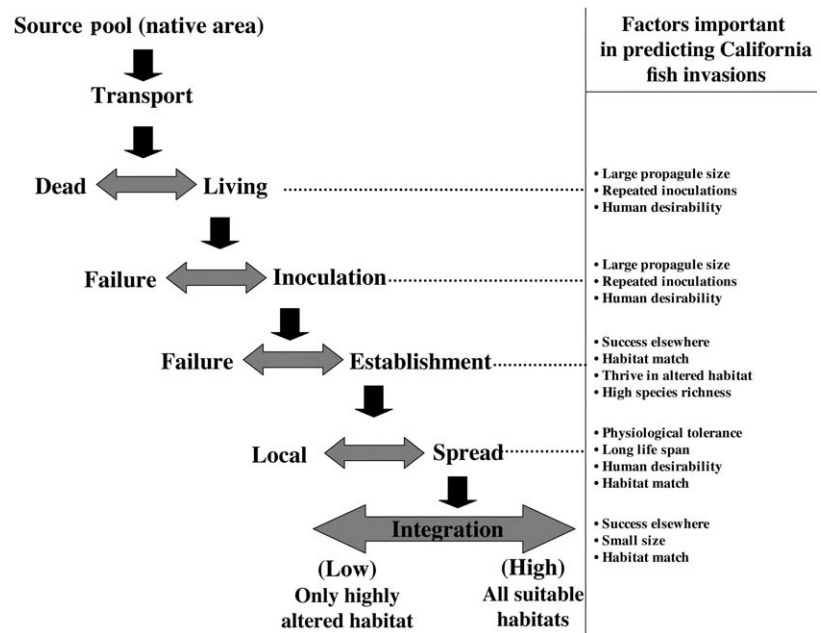 Source pool (native area)
Factors important
in predicting California
fish invasions
Transport
Dead
Living
• Large propagule size
• Repeated inoculations
• Human desirability
Failure
Inoculation
• Large propagule size
• Repeated inoculations
• Human desirability
Failure
Establishment
• Success elsewhere
• Habitat match
• Thrive in altered habitat
• High species richness
Local
Spread
• Physiological tolerance
• Long life span
• Human desirability
• Habitat match
Integration
• Success elsewhere
• Small size
• Habitat match
(Low)
Only highly
altered habitat
(High)
All suitable
habitats